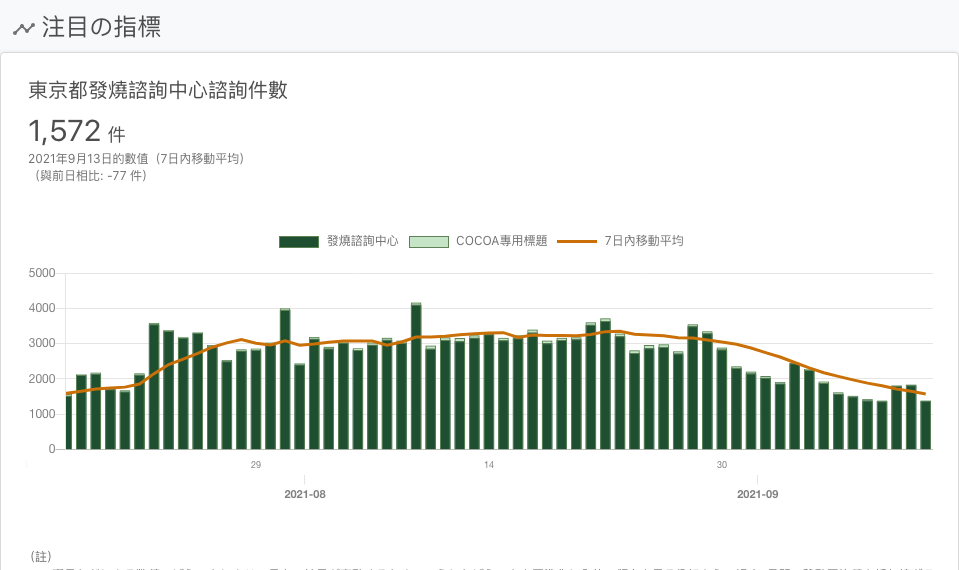 注目の指標
東京都發燒諮詢中心諮詢件數
1,572 件
2021年9月13日的數值（7日內移動平均）
（與前日相比: -77 件）
發燒諮詢中心 COCOA專用標題 7日內移動平均
5000
4000
3000
2000
1000
0
29 14 30
2021-08 2021-09
（註）